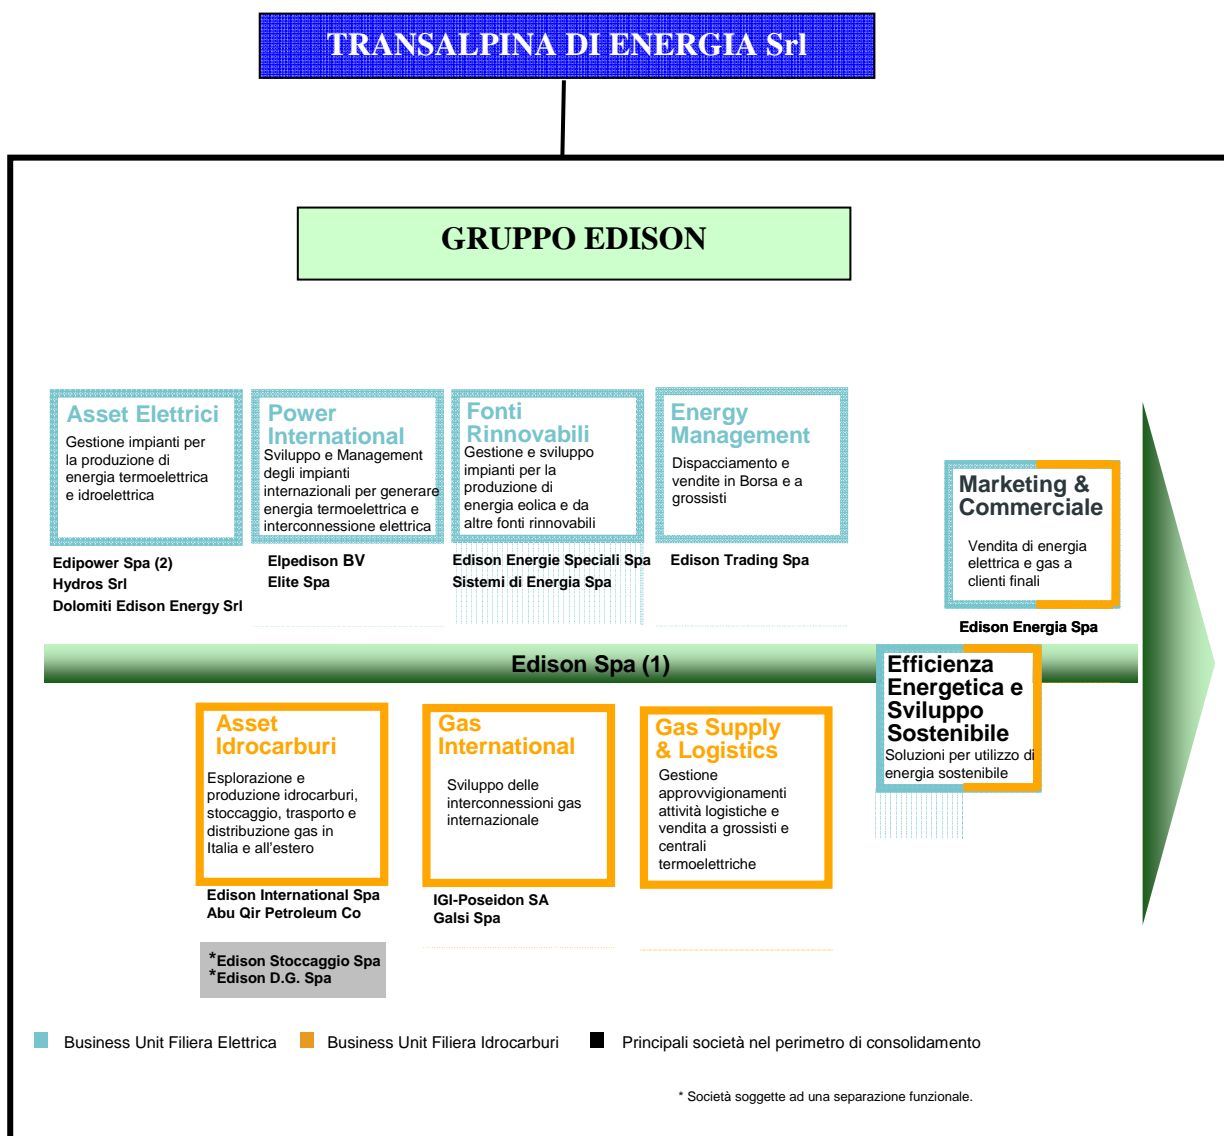 TRANSALPINA DI ENERGIA Srl
GRUPPO EDISON
Asset Elettrici
Gestione impianti per
la produzione di
energia termoelettrica
e idroelettrica
Edipower Spa (2)
Hydros Srl
Dolomiti Edison Energy Srl
Power
International
Sviluppo e Management
degli impianti
internazionali per generare
energia termoelettrica e
interconnessione elettrica
Elpedison BV
Elite Spa
Fonti
Rinnovabili
Gestione e sviluppo
impianti per la
produzione di
energia eolica e da
altre fonti rinnovabili
Edison Energie Speciali Spa
Sistemi di Energia Spa
Energy
Management
Dispacciamento e
vendite in Borsa e a
grossisti
Edison Trading Spa
Marketing &
Commerciale
Vendita di energia
elettrica e gas a
clienti finali
Edison Energia Spa
Edison Spa (1)
Efficienza
Energetica e
Sviluppo
Sostenibile
Soluzioni per utilizzo di
energia sostenibile
Asset
Idrocarburi
Esplorazione e
produzione idrocarburi,
stoccaggio, trasporto e
distribuzione gas in
Italia e all'estero
Edison International Spa
Abu Qir Petroleum Co
*Edison Stoccaggio Spa
*Edison D.G. Spa
Gas
International
Sviluppo delle
interconnessioni gas
internazionale
IGI-Poseidon SA
Galsi Spa
Gas Supply
& Logistics
Gestione
approvvigionamenti
attività logistiche e
vendita a grossisti e
centrali
termoelettriche
Business Unit Filiera Elettrica
Business Unit Filiera Idrocarburi
Principali società nel perimetro di consolidamento
* Società soggette ad una separazione funzionale.